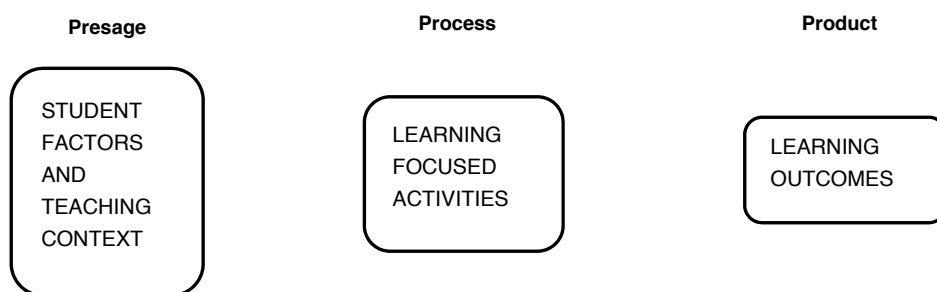 Presage
Process
Product
STUDENT
FACTORS
AND
TEACHING
CONTEXT
LEARNING
FOCUSED
ACTIVITIES
LEARNING
OUTCOMES